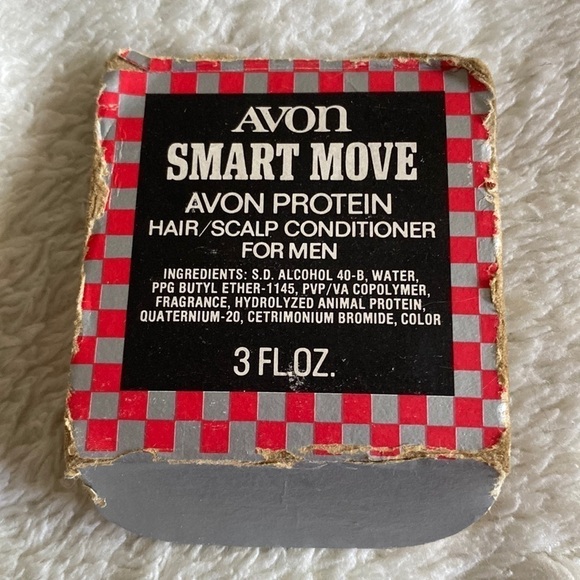 AVON
SMART MOVE
AVON PROTEIN
HAIR/SCALP CONDITIONER
FOR MEN
INGREDIENTS: S.D. ALCOHOL 40-B, WATER,
PPG BUTYL ETHER-1145, PVP/VA COPOLYMER,
FRAGRANCE, HYDROLYZED ANIMAL PROTEIN,
QUATERNIUM-20, CETRIMONIUM BROMIDE, COLOR
3 FL.OZ.